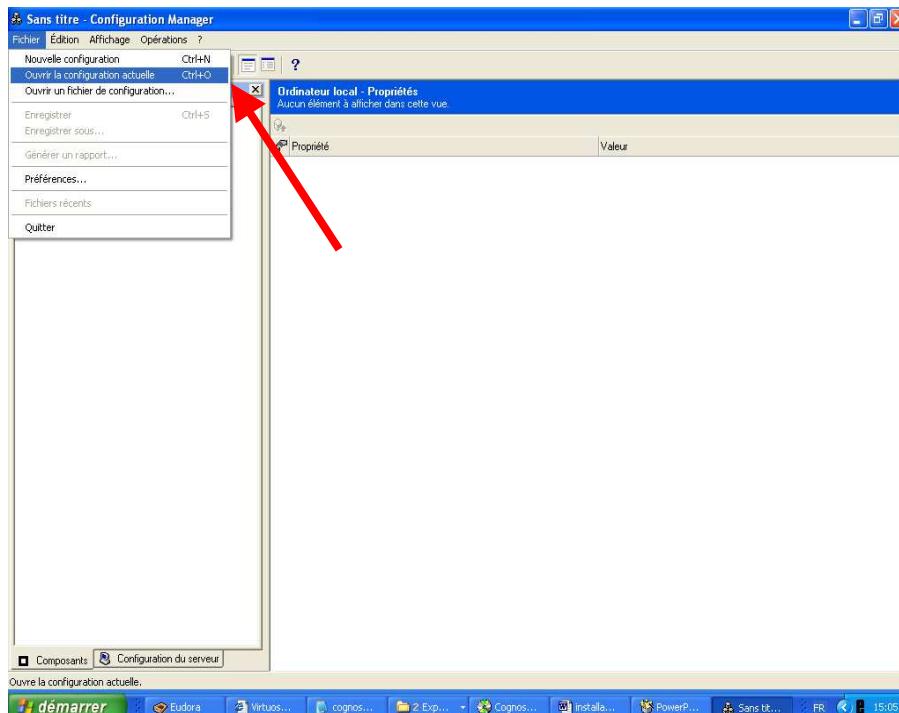 Sans titre - Configuration Manager
Fichier Édition Affichage Opérations ?
Nouvelle configuration Ctrl+N
Ouvrir la configuration actuelle Ctrl+O
Ouvrir un fichier de configuration...
Enregistrer Ctrl+S
Enregistrer sous...
Générer un rapport...
Préférences...
Fichiers récents
Quitter
?
Ordinateur local - Propriétés
Aucun élément à afficher dans cette vue.
Propriété Valeur
Composants Configuration du serveur
Ouvre la configuration actuelle.
démarrer Eudora Virtuos... cognos... 2 Exp... Cognos... installa... PowerP... Sans tit... FR 15:05